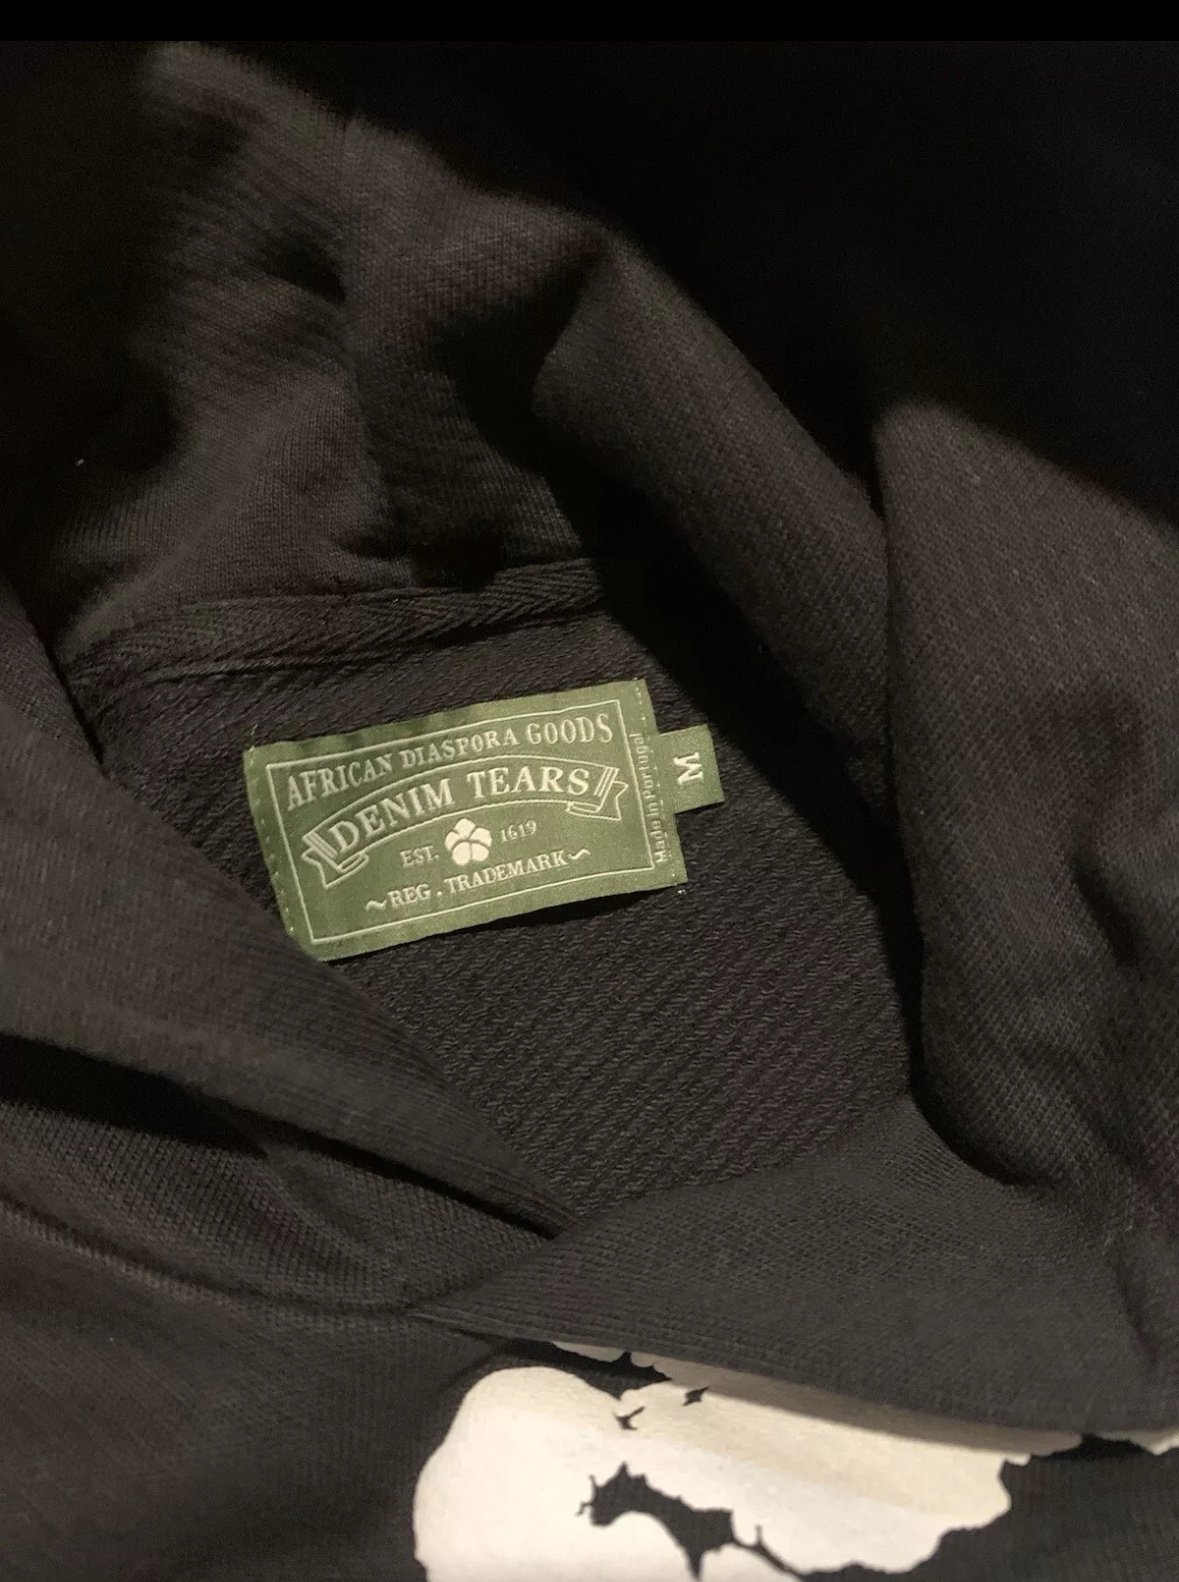 AFRICAN DIASPORA GOODS
DENIM TEARS
EST. 1619
~REG . TRADEMARK~
Made in Portugal
M